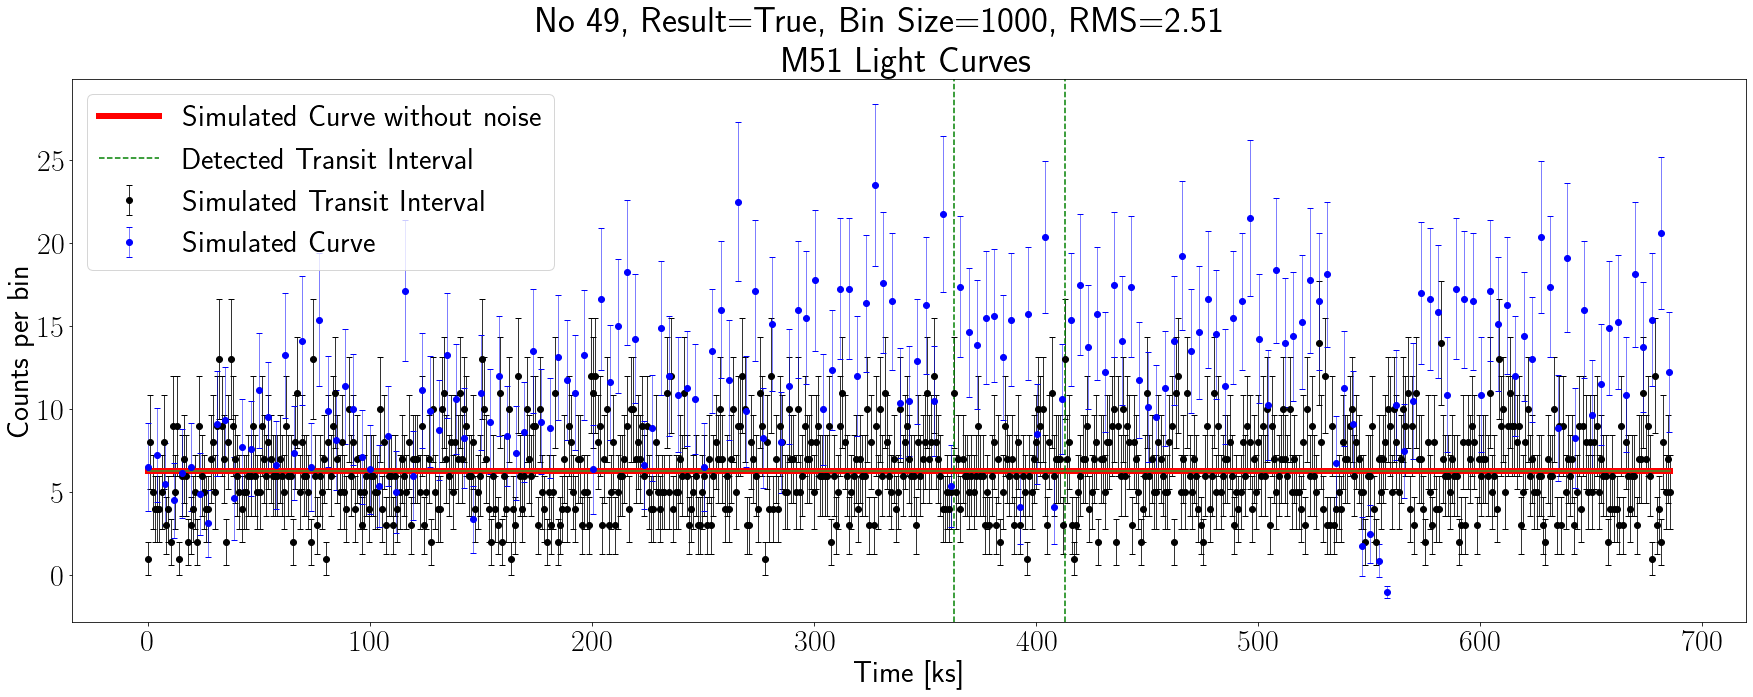 No 49, Result=True, Bin Size=1000, RMS=2.51
M51 Light Curves
Simulated Curve without noise
Detected Transit Interval
Simulated Transit Interval
Simulated Curve
Counts per bin
25
20
15
10
5
0
0 100 200 300 400 500 600 700
Time [ks]